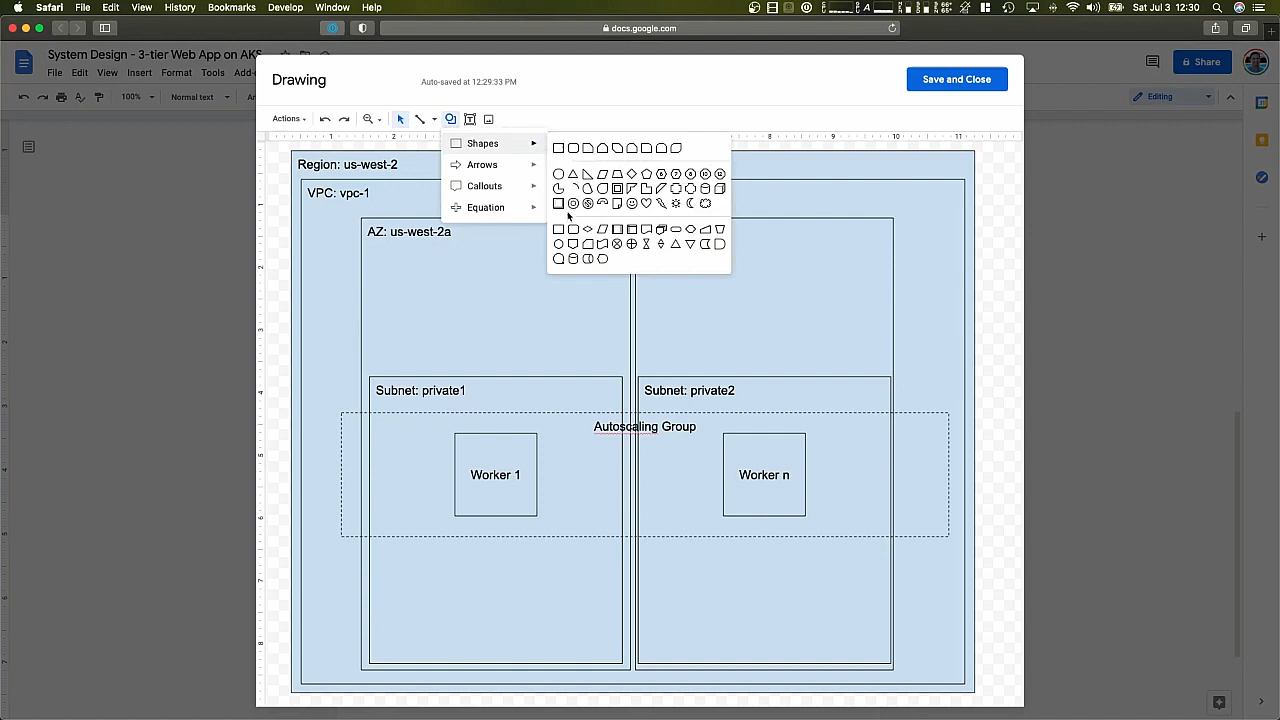 Safari File Edit View History Bookmarks Develop Window Help Sat Jul 3 12:30
docs.google.com
System Design - 3-tier Web App on AKS
File Edit View Insert Format Tools Add- Share
100% Normal text Editing
Drawing
Auto-saved at 12:29:33 PM
Save and Close
Actions
Shapes
Arrows
Callouts
Equation
Region: us-west-2
VPC: vpc-1
AZ: us-west-2a
Subnet: private1
Subnet: private2
Autoscaling Group
Worker 1
Worker n